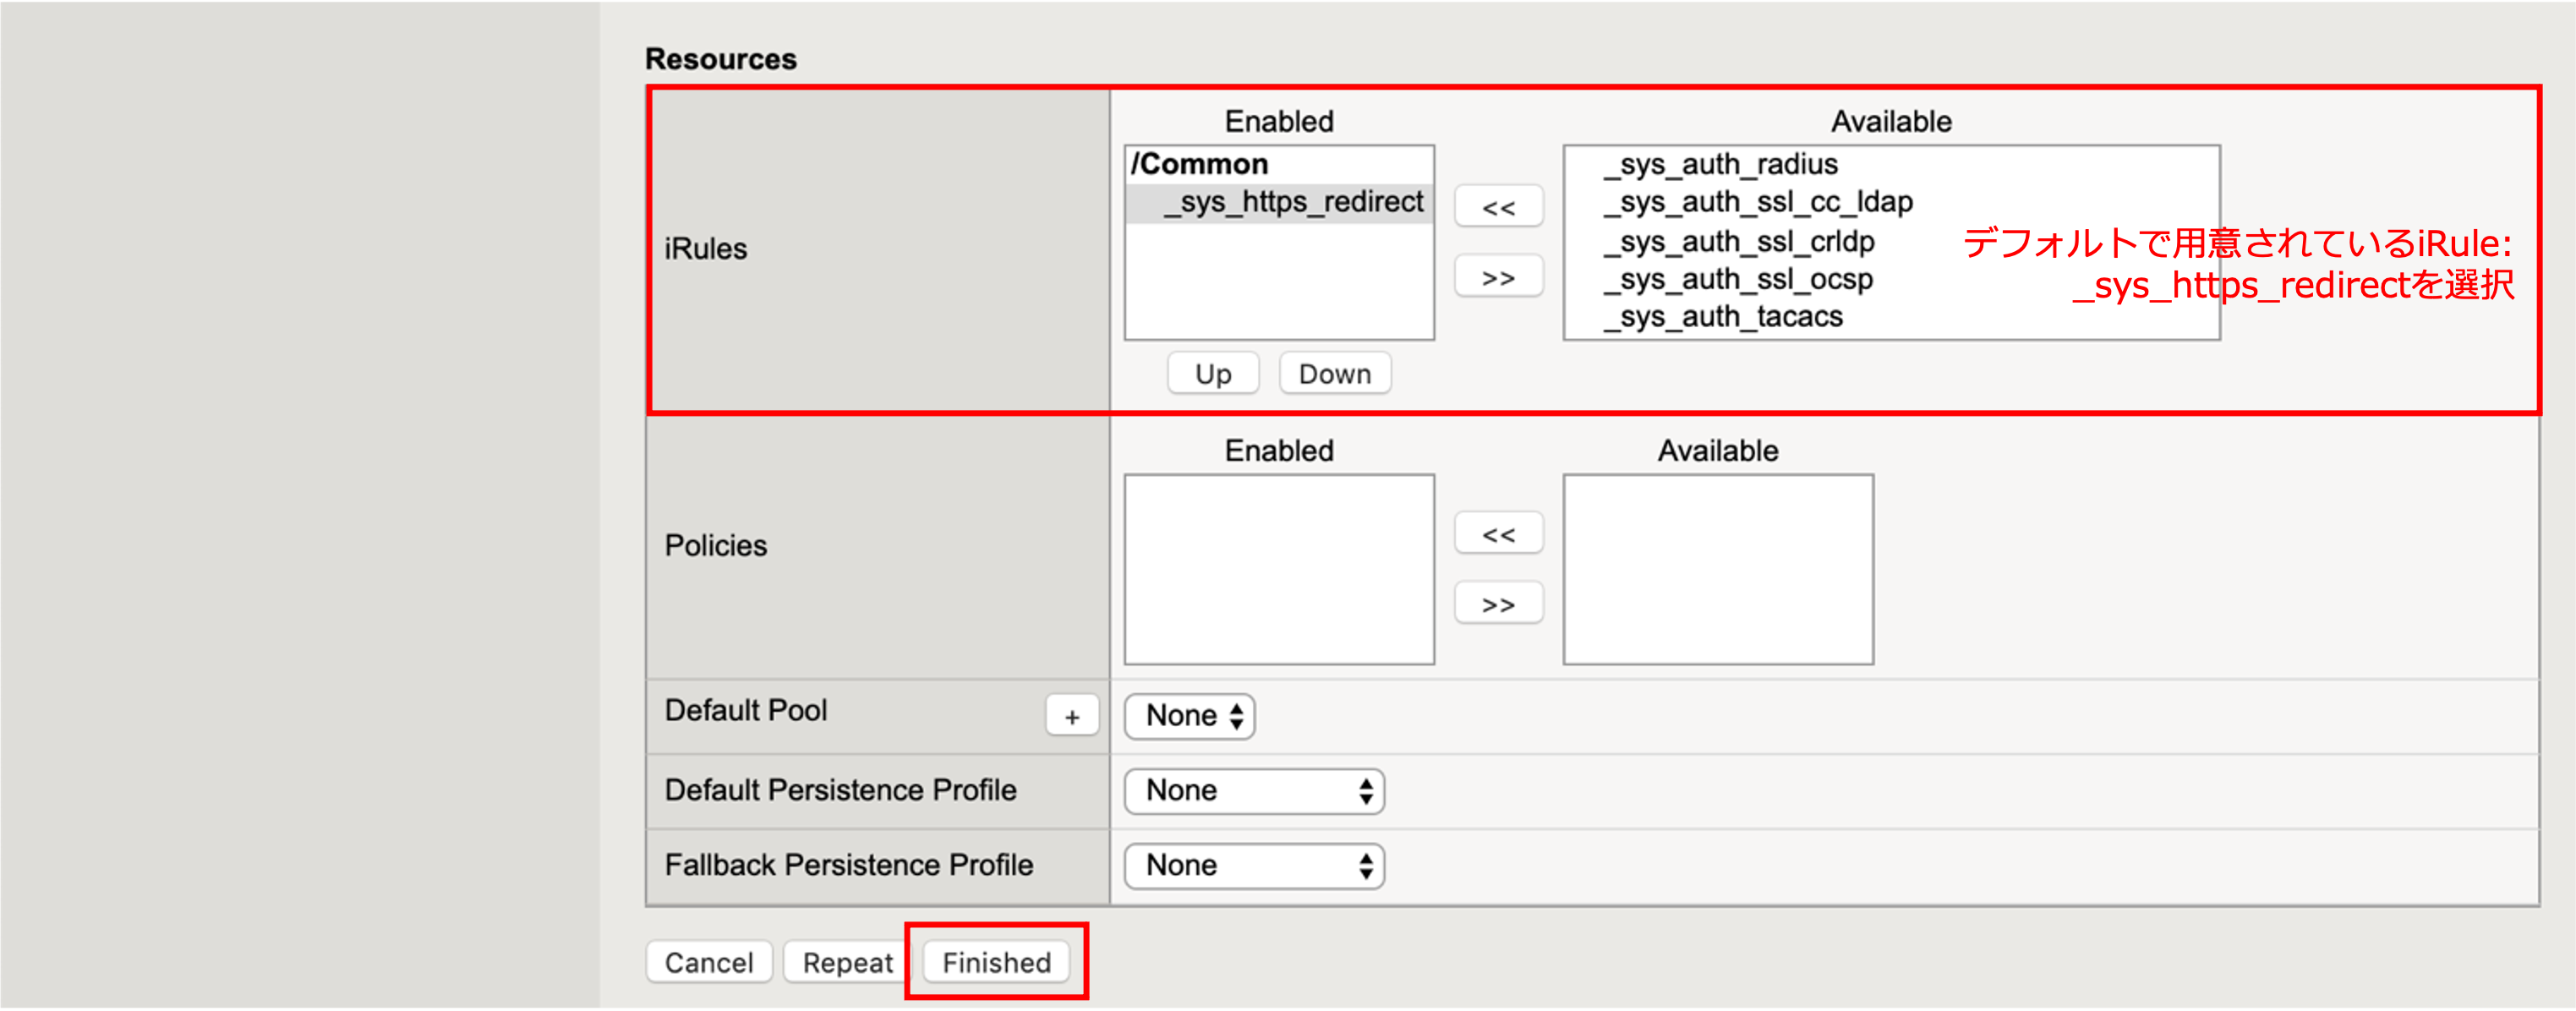 Resources
iRules
Enabled
Available
/Common
_sys_https_redirect
<<
>>
_sys_auth_radius
_sys_auth_ssl_cc_ldap
_sys_auth_ssl_crldp
_sys_auth_ssl_ocsp
_sys_auth_tacacs
デフォルトで用意されているiRule:
_sys_https_redirectを選択
Up
Down
Policies
Enabled
Available
<<
>>
Default Pool
+
None
Default Persistence Profile
None
Fallback Persistence Profile
None
Cancel
Repeat
Finished